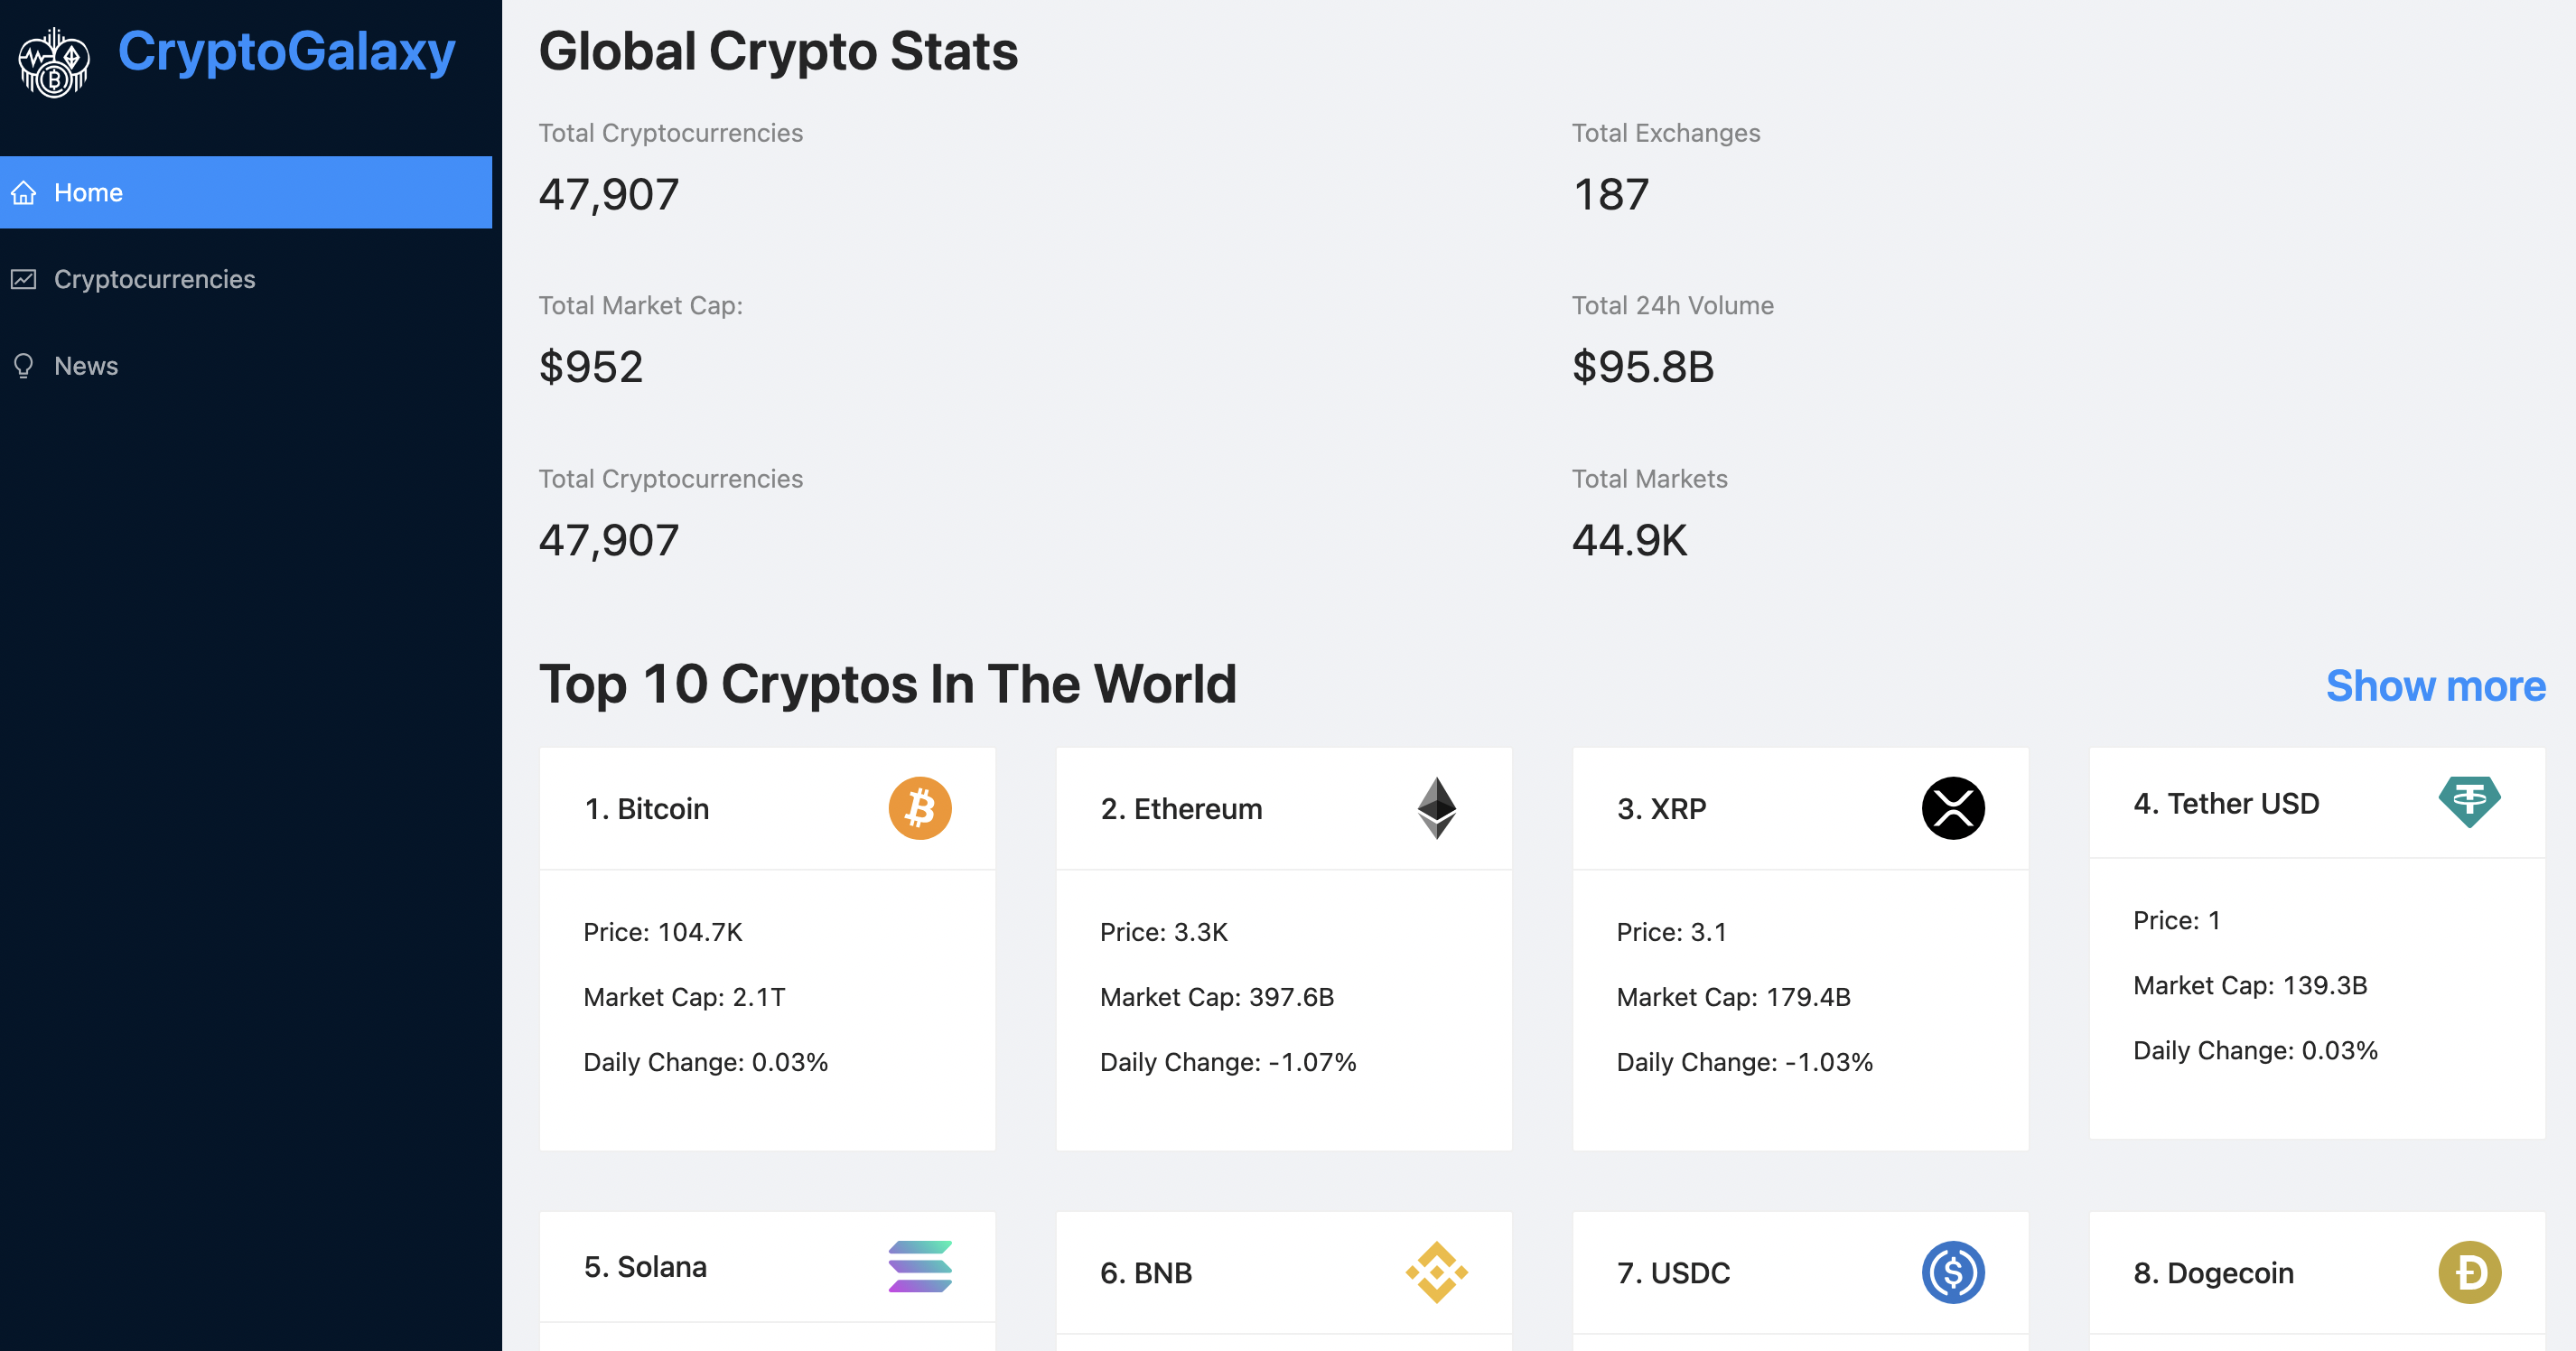 CryptoGalaxy
Home
Cryptocurrencies
News
Global Crypto Stats
Total Cryptocurrencies
47,907
Total Exchanges
187
Total Market Cap:
$952
Total 24h Volume
$95.8B
Total Cryptocurrencies
47,907
Total Markets
44.9K
Top 10 Cryptos In The World
Show more
1. Bitcoin
Price: 104.7K
Market Cap: 2.1T
Daily Change: 0.03%
2. Ethereum
Price: 3.3K
Market Cap: 397.6B
Daily Change: -1.07%
3. XRP
Price: 3.1
Market Cap: 179.4B
Daily Change: -1.03%
4. Tether USD
Price: 1
Market Cap: 139.3B
Daily Change: 0.03%
5. Solana
6. BNB
7. USDC
8. Dogecoin